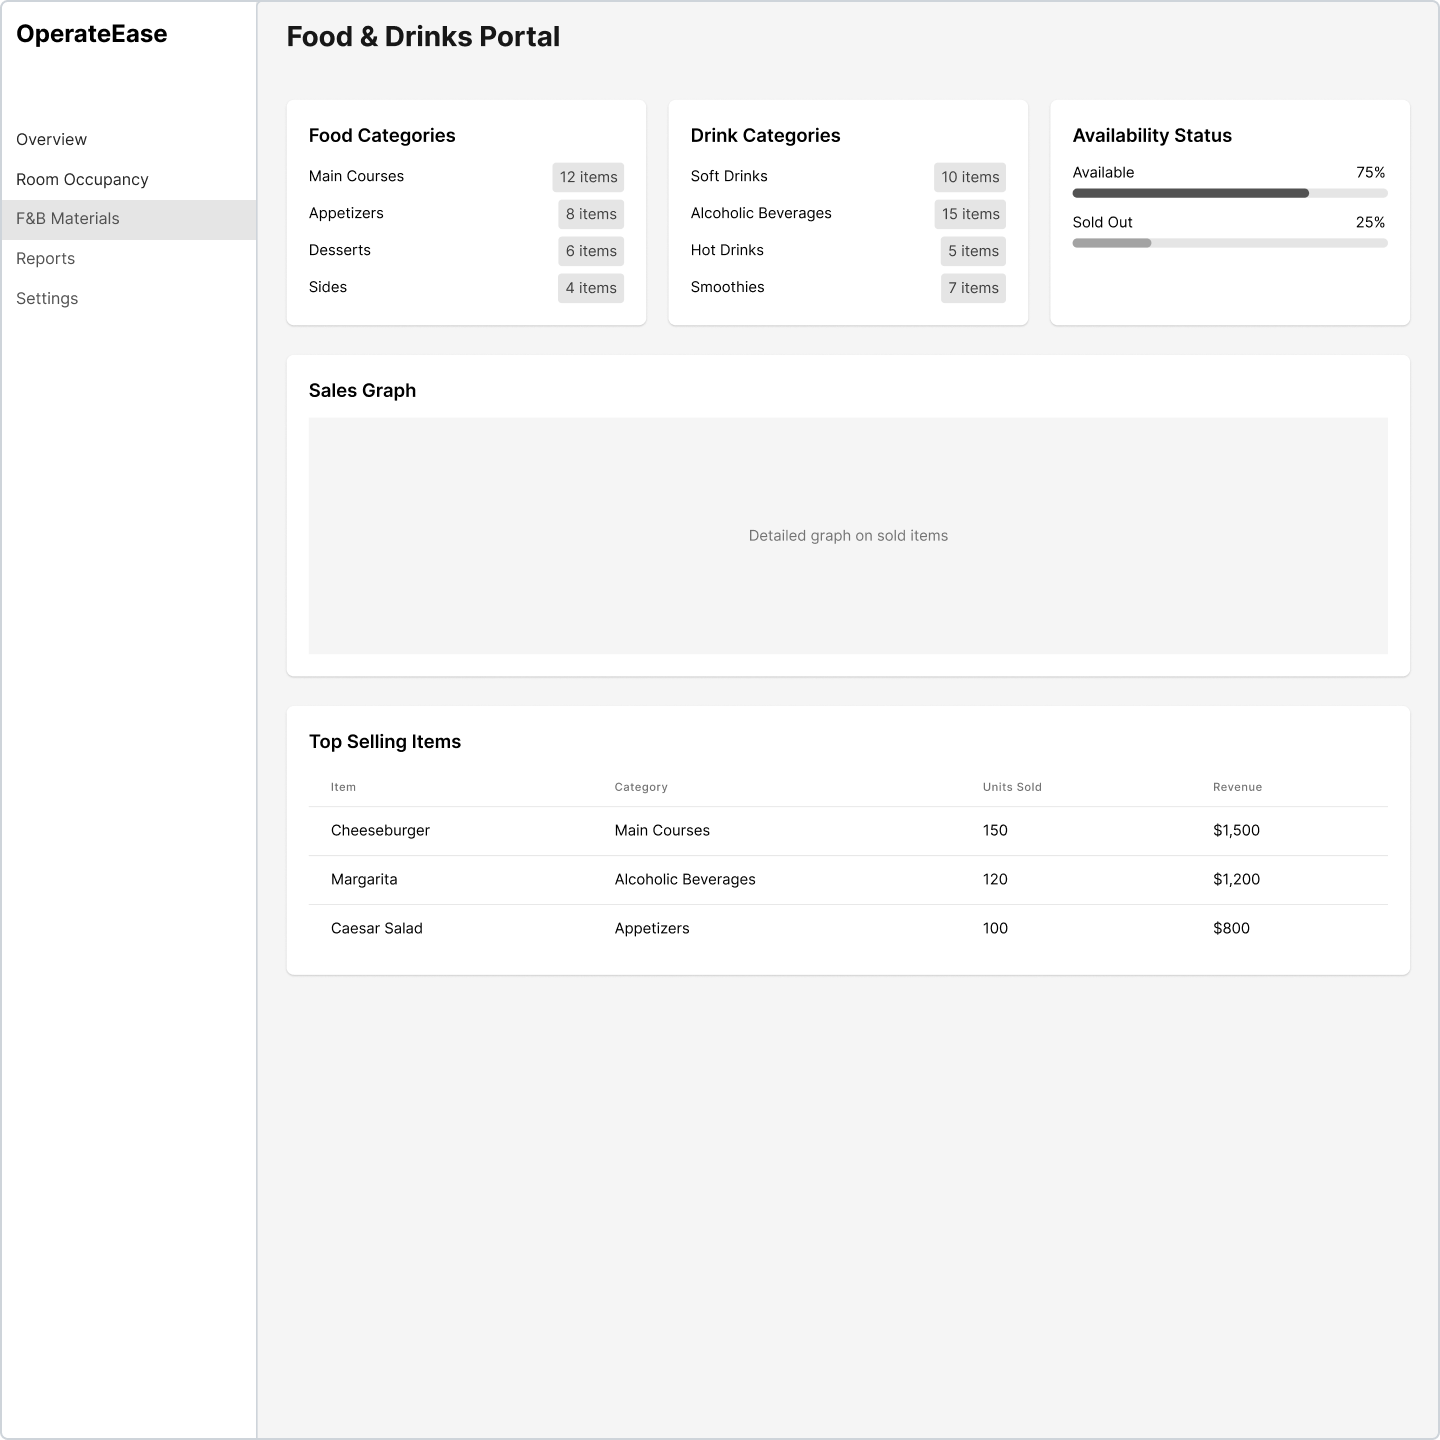 OperateEase
Overview
Room Occupancy
F&B Materials
Reports
Settings
Food & Drinks Portal
Food Categories
Main Courses 12 items
Appetizers 8 items
Desserts 6 items
Sides 4 items
Drink Categories
Soft Drinks 10 items
Alcoholic Beverages 15 items
Hot Drinks 5 items
Smoothies 7 items
Availability Status
Available 75%
Sold Out 25%
Sales Graph
Detailed graph on sold items
Top Selling Items
Item Category Units Sold Revenue
Cheeseburger Main Courses 150 $1,500
Margarita Alcoholic Beverages 120 $1,200
Caesar Salad Appetizers 100 $800